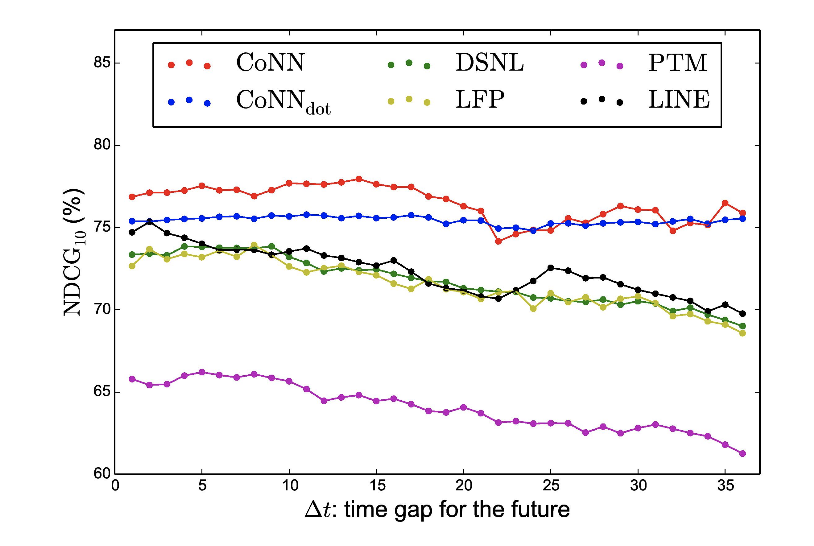 CoNN DSNL PTM
CoNN_dot LFP LINE
85
80
75
70
65
60
NDCG_10 (%)
0 5 10 15 20 25 30 35
Δt: time gap for the future